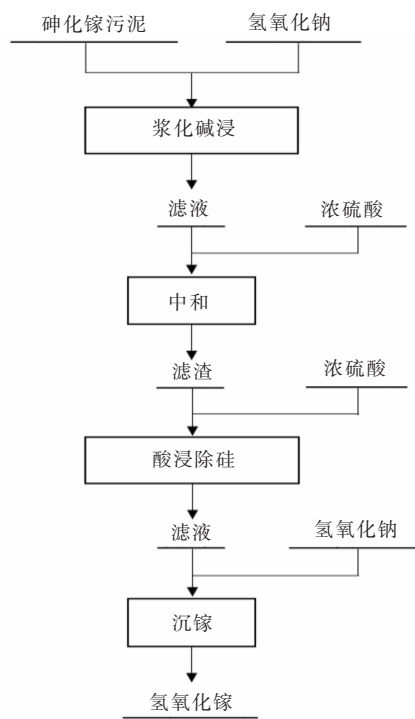 砷化镓污泥
氢氧化钠
浆化碱浸
滤液
浓硫酸
中和
滤渣
浓硫酸
酸浸除硅
滤液
氢氧化钠
沉镓
氢氧化镓